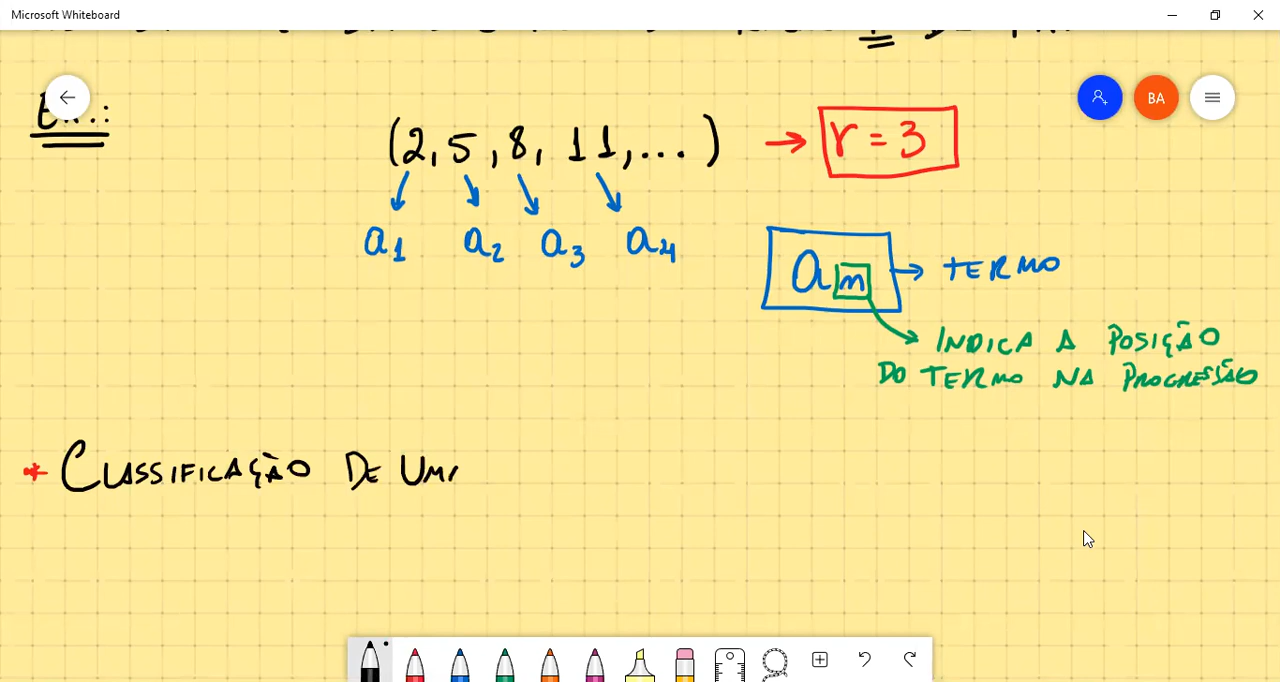 Microsoft Whiteboard
BA
(2, 5, 8, 11, ...) → r = 3
a1 a2 a3 a4
an → TERMO
INDICA A POSIÇÃO
DO TERMO NA PROGRESSÃO
* CLASSIFICAÇÃO DE UMA